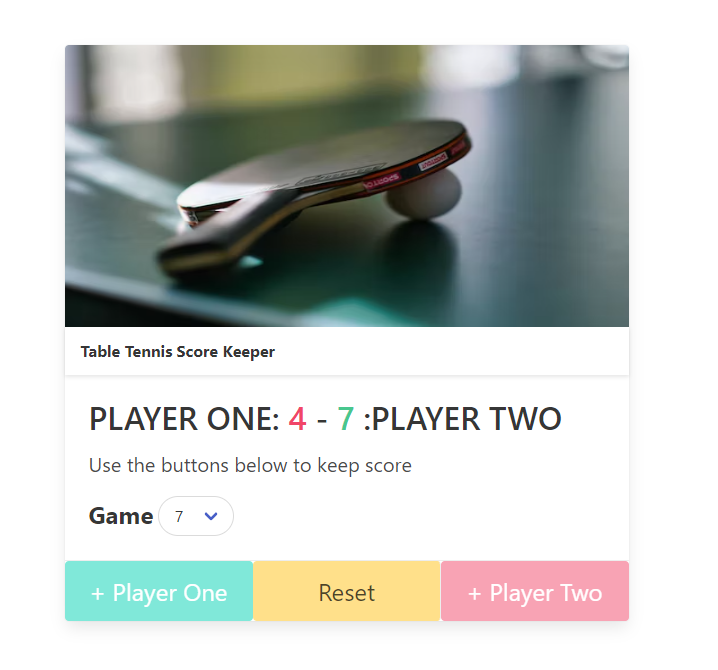 SPORTOUT
Table Tennis Score Keeper
PLAYER ONE: 4 - 7 :PLAYER TWO
Use the buttons below to keep score
Game 7
+ Player One Reset + Player Two